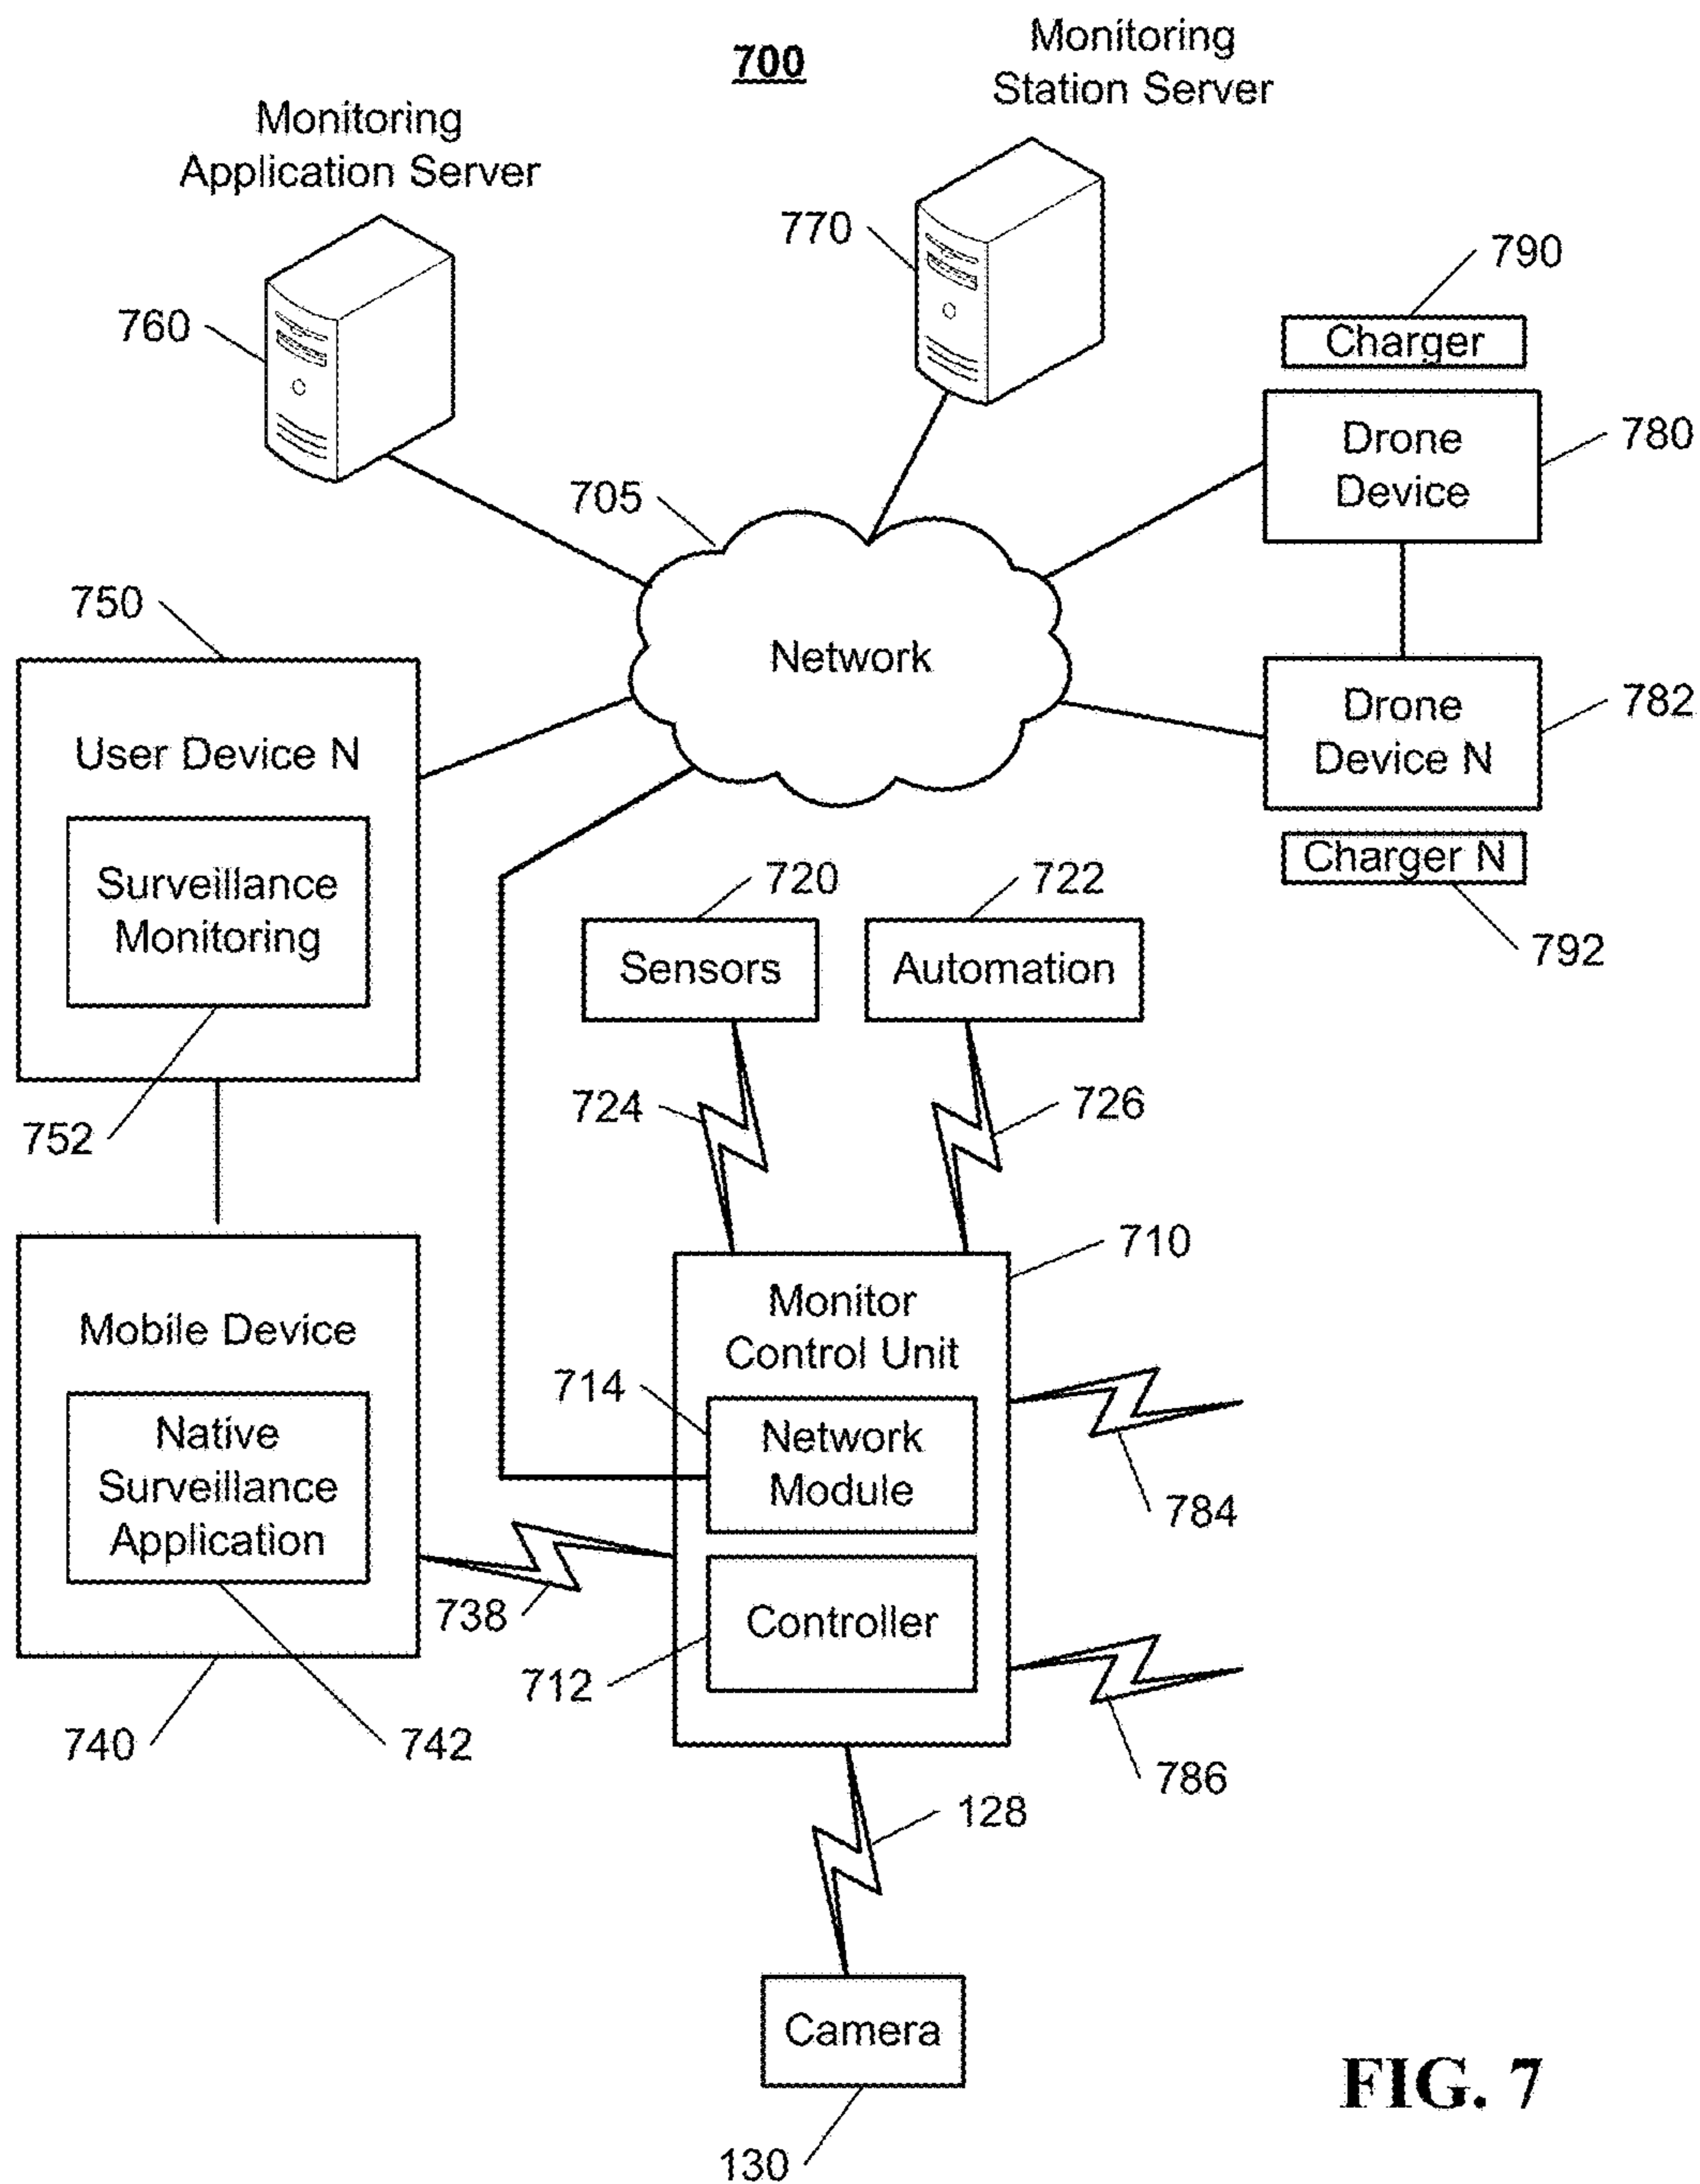 700
Monitoring
Station Server
Monitoring
Application Server
770
790
Charger
760
Drone
Device
780
705
750
Network
Drone
Device N
782
User Device N
Charger N
Surveillance
Monitoring
720
722
792
Sensors
Automation
724
726
752
710
Monitor
Control Unit
Mobile Device
714
Native
Surveillance
Application
Network
Module
784
738
Controller
712
740
742
786
128
Camera
130
FIG. 7